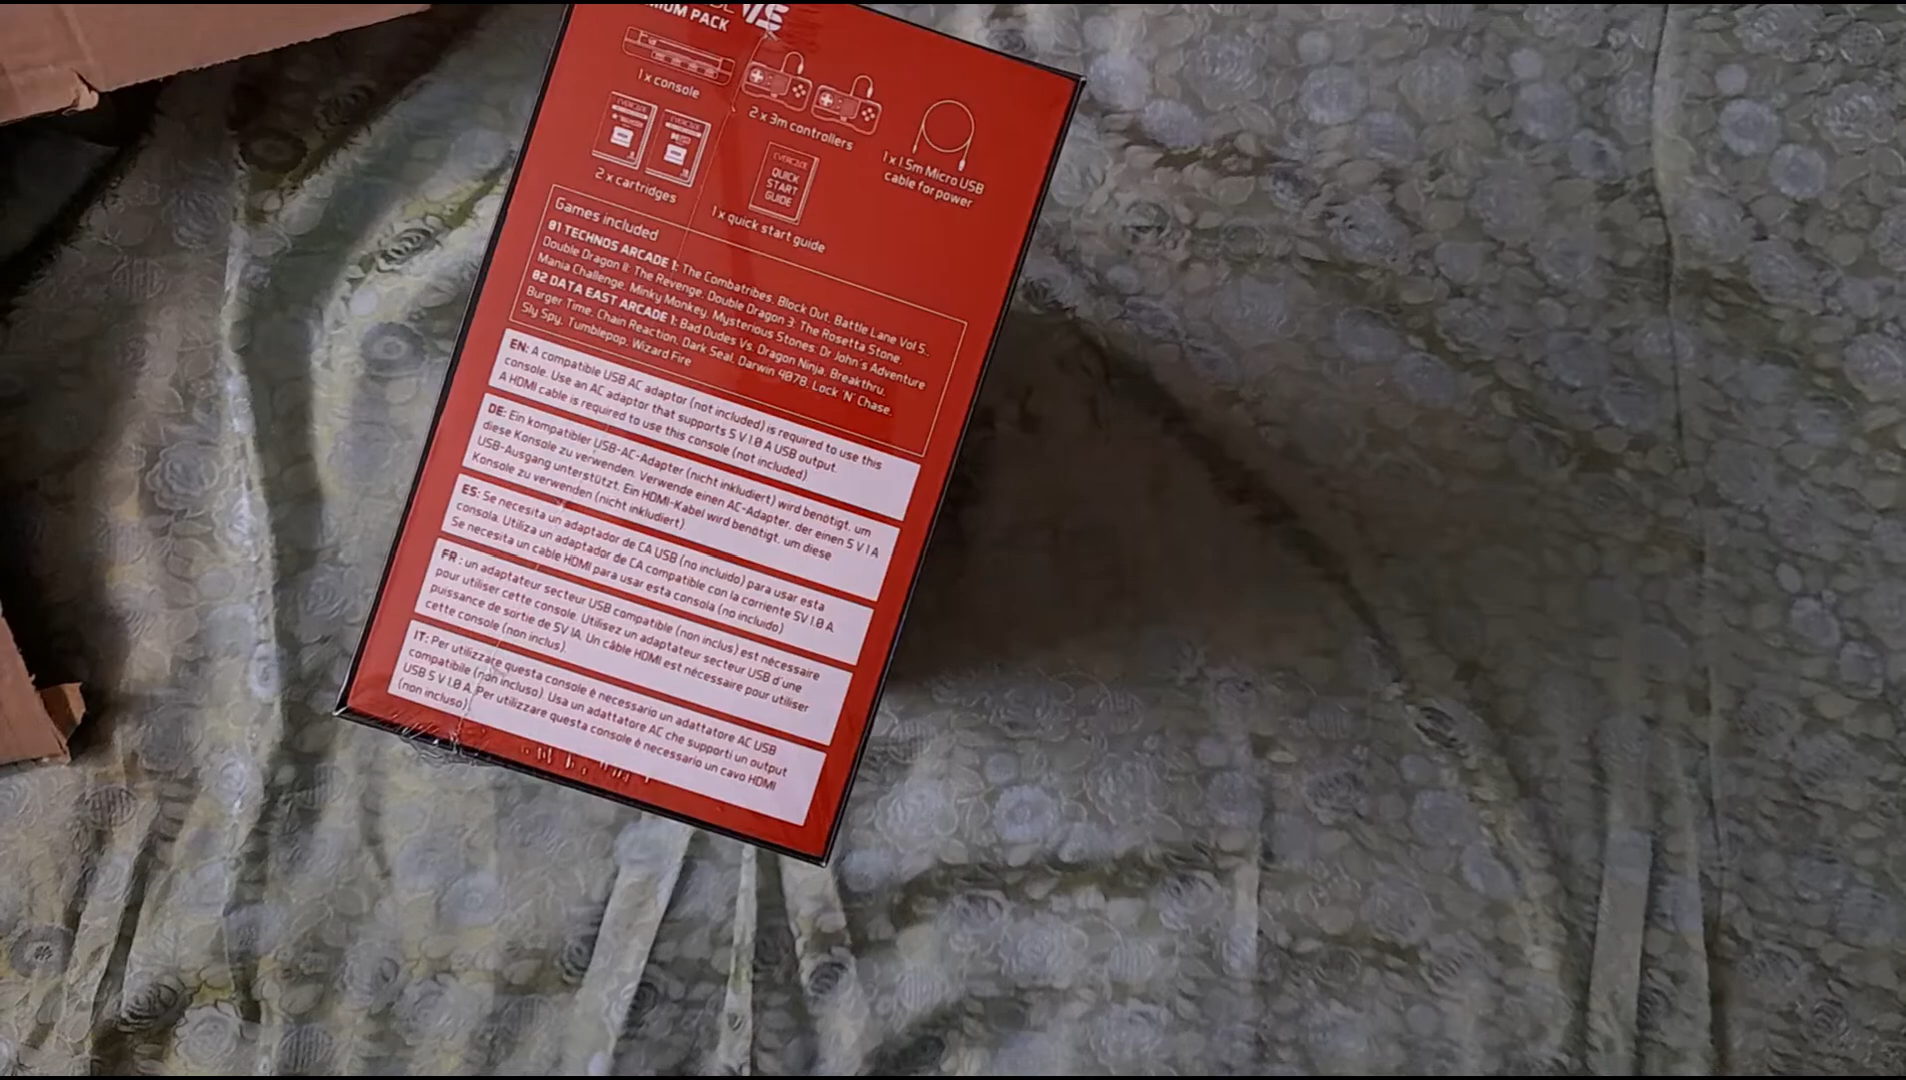 VS
MIUM PACK
1 x console
2 x 3m controllers
1 x 1.5m Micro USB
cable for power
EVERCADE
EVERCADE
2 x cartridges
EVERCADE
QUICK
START
GUIDE
1 x quick start guide
Games included
01 TECHNOS ARCADE 1: The Combatribes, Block Out, Battle Lane Vol 5.,
Double Dragon II: The Revenge, Double Dragon 3: The Rosetta Stone,
Mania Challenge, Minky Monkey, Mysterious Stones: Dr John's Adventure
02 DATA EAST ARCADE 1: Bad Dudes Vs. Dragon Ninja, Breakthru,
Burger Time, Chain Reaction, Dark Seal, Darwin 4078, Lock 'N' Chase,
Sly Spy, Tumblepop, Wizard Fire
EN: A compatible USB AC adaptor (not included) is required to use this
console. Use an AC adaptor that supports 5 V 1.0 A USB output.
A HDMI cable is required to use this console (not included)
DE: Ein kompatibler USB-AC-Adapter (nicht inkludiert) wird benötigt, um
diese Konsole zu verwenden. Verwende einen AC-Adapter, der einen 5 V 1 A
USB-Ausgang unterstützt. Ein HDMI-Kabel wird benötigt, um diese
Konsole zu verwenden (nicht inkludiert).
ES: Se necesita un adaptador de CA USB (no incluido) para usar esta
consola. Utiliza un adaptador de CA compatible con la corriente 5V 1.0 A.
Se necesita un cable HDMI para usar esta consola (no incluido)
FR : un adaptateur secteur USB compatible (non inclus) est nécessaire
pour utiliser cette console. Utilisez un adaptateur secteur USB d'une
puissance de sortie de 5V 1A. Un câble HDMI est nécessaire pour utiliser
cette console (non inclus).
IT: Per utilizzare questa console è necessario un adattatore AC USB
compatibile (non incluso). Usa un adattatore AC che supporti un output
USB 5 V 1.0 A. Per utilizzare questa console è necessario un cavo HDMI
(non incluso).